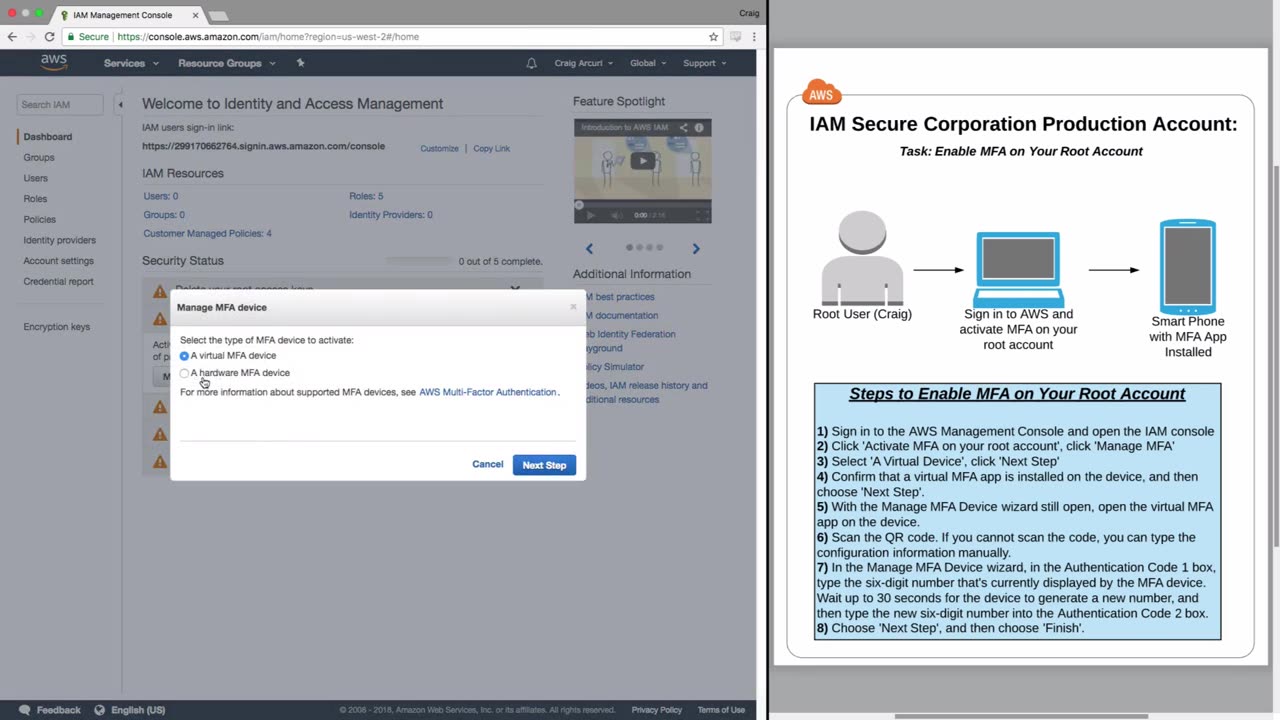 IAM Management Console
Craig
Secure https://console.aws.amazon.com/iam/home?region=us-west-2#/home
aws
Services
Resource Groups
Craig Arcuri
Global
Support
Search IAM
Dashboard
Groups
Users
Roles
Policies
Identity providers
Account settings
Credential report
Encryption keys
Welcome to Identity and Access Management
IAM users sign-in link:
https://299170662764.signin.aws.amazon.com/console
Customize | Copy Link
IAM Resources
Users: 0
Roles: 5
Groups: 0
Identity Providers: 0
Customer Managed Policies: 4
Security Status
0 out of 5 complete.
Delete your root access keys
Manage MFA device
Select the type of MFA device to activate:
A virtual MFA device
A hardware MFA device
For more information about supported MFA devices, see AWS Multi-Factor Authentication.
Cancel
Next Step
Feature Spotlight
Introduction to AWS IAM
0:00 / 2:16
Additional Information
M best practices
M documentation
eb Identity Federation
yground
licy Simulator
deos, IAM release history and
ditional resources
Feedback
English (US)
© 2008 - 2018, Amazon Web Services, Inc. or its affiliates. All rights reserved.
Privacy Policy
Terms of Use
AWS
IAM Secure Corporation Production Account:
Task: Enable MFA on Your Root Account
Root User (Craig)
Sign in to AWS and
activate MFA on your
root account
Smart Phone
with MFA App
Installed
Steps to Enable MFA on Your Root Account
1) Sign in to the AWS Management Console and open the IAM console
2) Click 'Activate MFA on your root account', click 'Manage MFA'
3) Select 'A Virtual Device', click 'Next Step'
4) Confirm that a virtual MFA app is installed on the device, and then
choose 'Next Step'.
5) With the Manage MFA Device wizard still open, open the virtual MFA
app on the device.
6) Scan the QR code. If you cannot scan the code, you can type the
configuration information manually.
7) In the Manage MFA Device wizard, in the Authentication Code 1 box,
type the six-digit number that's currently displayed by the MFA device.
Wait up to 30 seconds for the device to generate a new number, and
then type the new six-digit number into the Authentication Code 2 box.
8) Choose 'Next Step', and then choose 'Finish'.